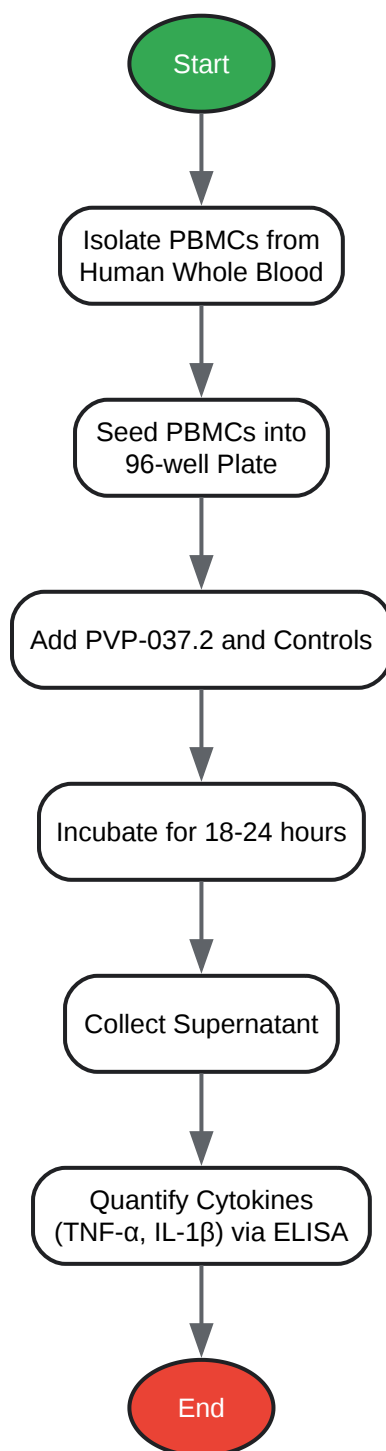 Start
Isolate PBMCs from
Human Whole Blood
Seed PBMCs into
96-well Plate
Add PVP-037.2 and Controls
Incubate for 18-24 hours
Collect Supernatant
Quantify Cytokines
(TNF-α, IL-1β) via ELISA
End